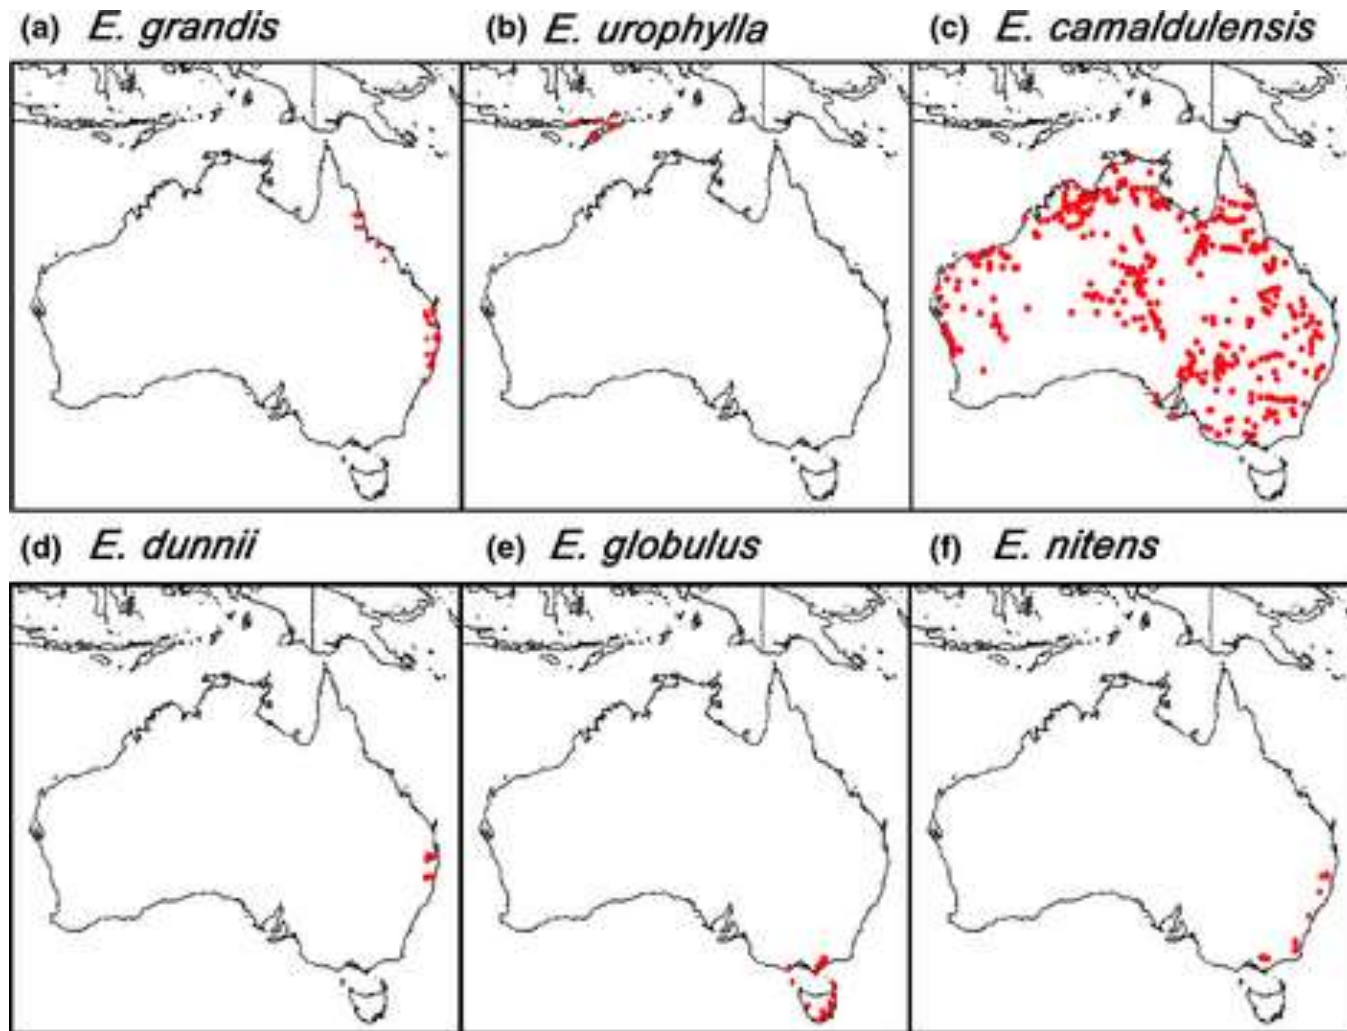 (a) E. grandis (b) E. urophylla (c) E. camaldulensis
(d) E. dunnii (e) E. globulus (f) E. nitens